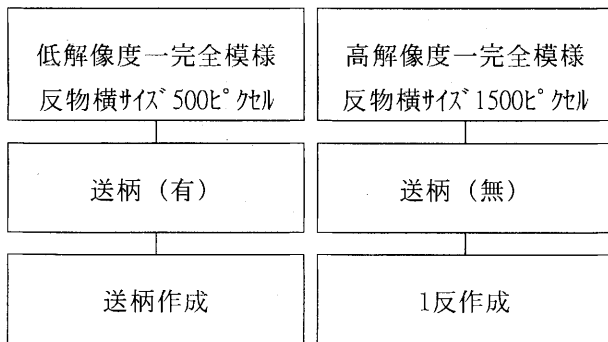 低解像度一完全模様
反物横ｻｲｽﾞ500ﾋﾟｸｾﾙ
送柄（有）
送柄作成
高解像度一完全模様
反物横ｻｲｽﾞ1500ﾋﾟｸｾﾙ
送柄（無）
1反作成